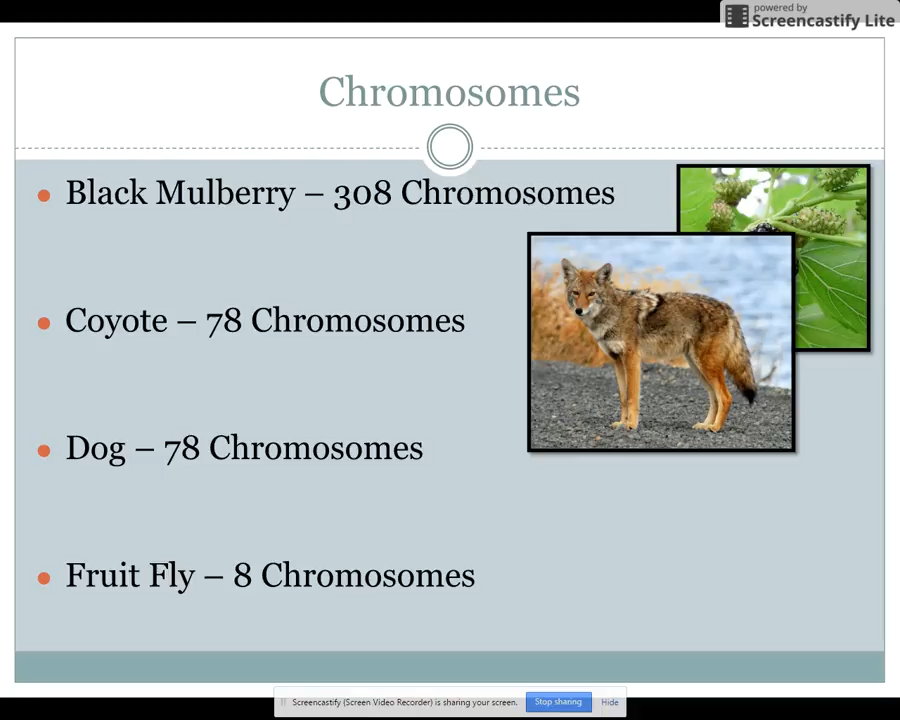 powered by
Screencastify Lite
Chromosomes
• Black Mulberry – 308 Chromosomes
• Coyote – 78 Chromosomes
• Dog – 78 Chromosomes
• Fruit Fly – 8 Chromosomes
Screencastify (Screen Video Recorder) is sharing your screen.
Stop sharing
Hide